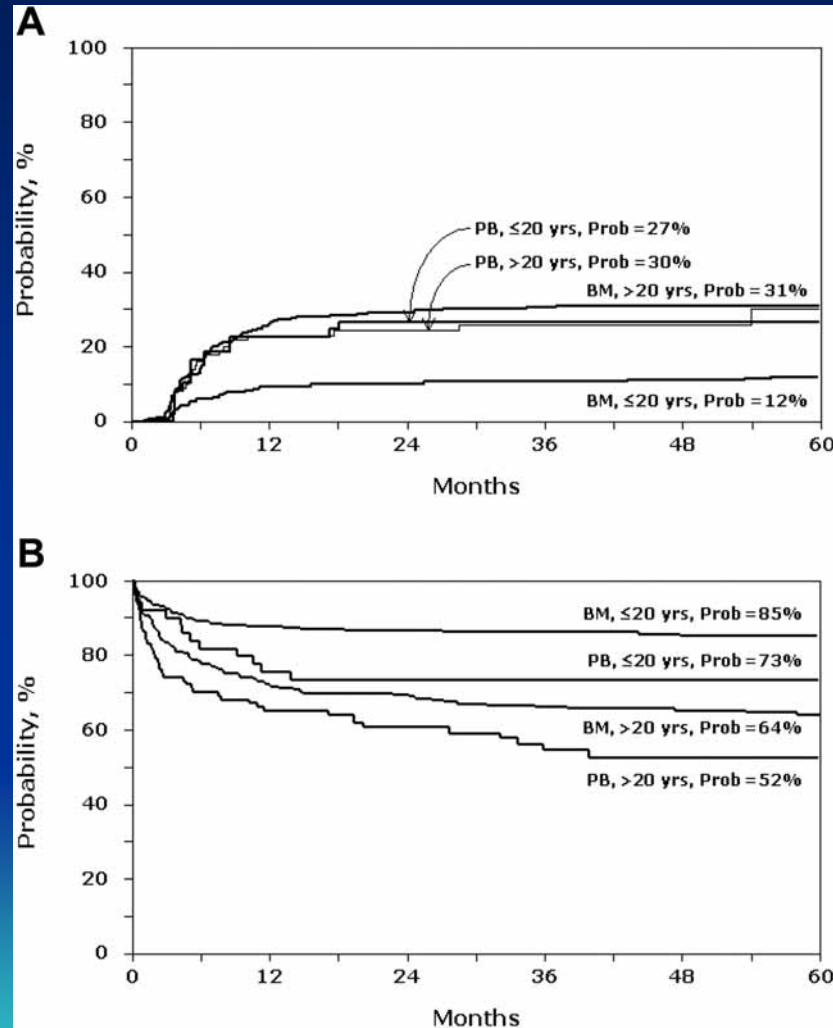 A
100
80
60
40
20
0
Probability, %
PB, ≤20 yrs, Prob=27%
PB, >20 yrs, Prob=30%
BM, >20 yrs, Prob=31%
BM, ≤20 yrs, Prob=12%
0 12 24 36 48 60
Months
B
100
80
60
40
20
0
Probability, %
BM, ≤20 yrs, Prob=85%
PB, ≤20 yrs, Prob=73%
BM, >20 yrs, Prob=64%
PB, >20 yrs, Prob=52%
0 12 24 36 48 60
Months